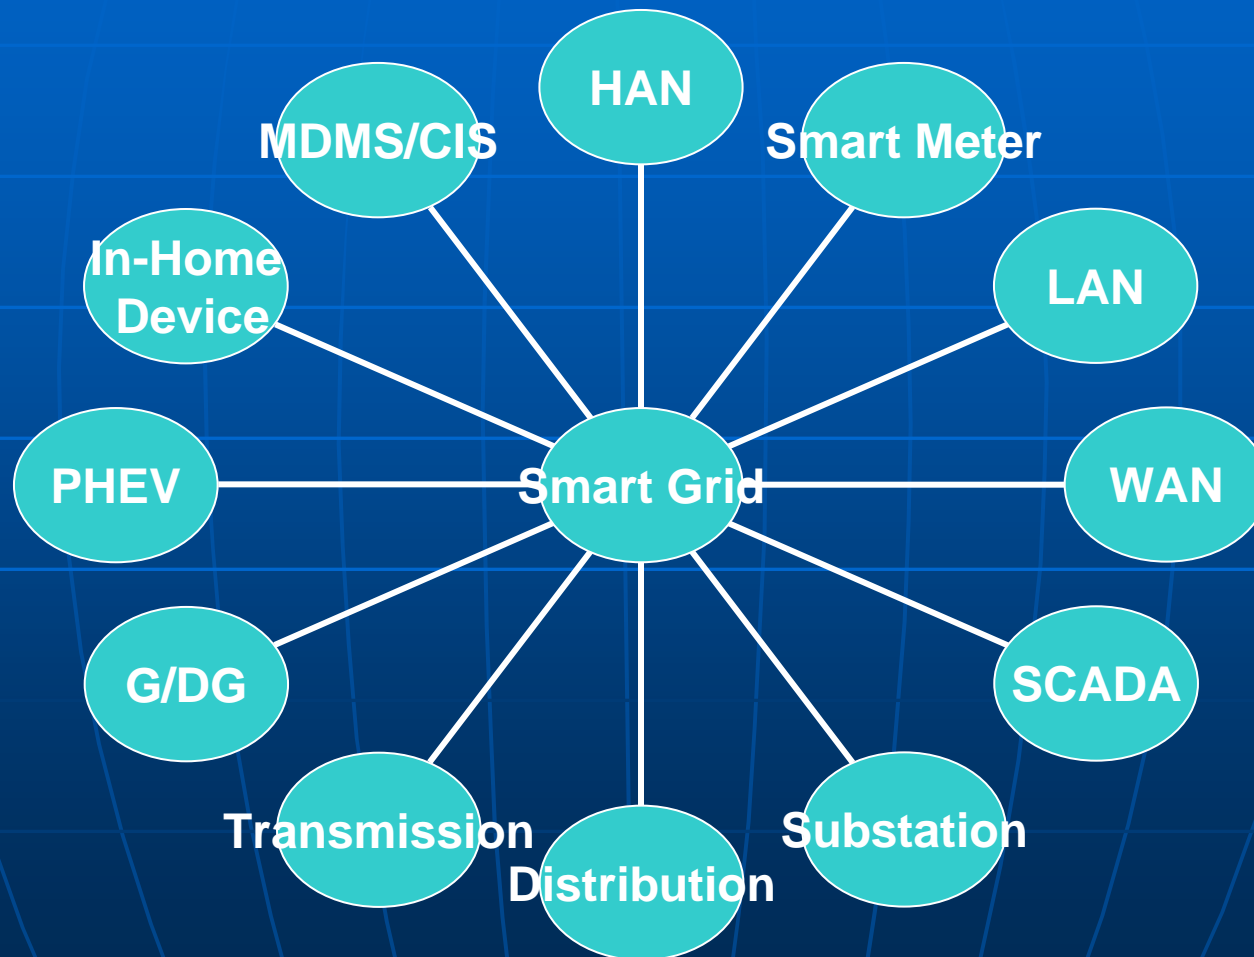 HAN
MDMS/CIS
Smart Meter
In-Home
Device
LAN
PHEV
Smart Grid
WAN
G/DG
SCADA
Transmission
Substation
Distribution